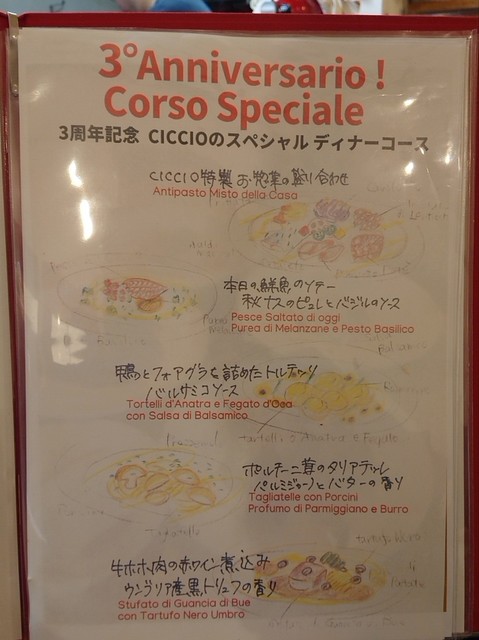 3°Anniversario !
Corso Speciale
3周年記念 CICCIOのスペシャル ディナーコース
CICCIO特製 お惣菜の盛り合わせ
Antipasto Misto della Casa
本日の鮮魚のソテー
秋ナスのピュレとバジルのソース
Pesce Saltato di oggi
Purea di Melanzane e Pesto Basilico
鴨とフォアグラを詰めたトルテッリ
バルサミコソース
Tortelli d'Anatra e Fegato d'Oca
con Salsa di Balsamico
tortelli d'Anatra e Fegato
ポルチーニ茸のタリアテッレ
パルミジャーノとバターの香り
Tagliatelle con Porcini
Profumo di Parmiggiano e Burro
Tagliatelle
牛ホホ肉の赤ワイン煮込み
ウンブリア産黒トリュフの香り
Stufato di Guancia di Bue
con Tartufo Nero Umbro